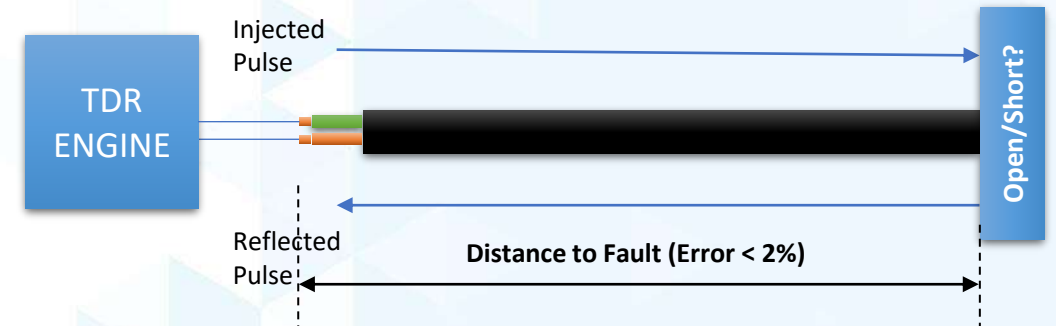 Injected
Pulse
TDR
ENGINE
Open/Short?
Reflected
Pulse
Distance to Fault (Error < 2%)